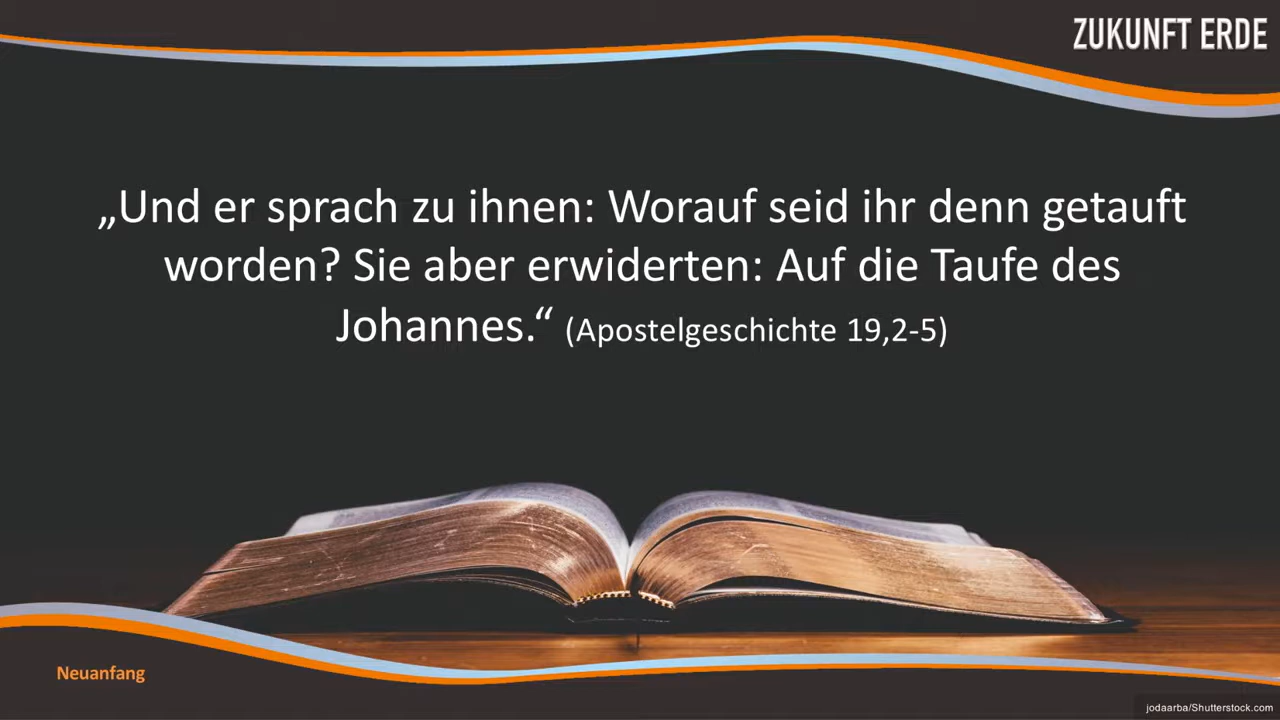 ZUKUNFT ERDE
„Und er sprach zu ihnen: Worauf seid ihr denn getauft
worden? Sie aber erwiderten: Auf die Taufe des
Johannes.“ (Apostelgeschichte 19,2-5)
Neuanfang
jodaarba/Shutterstock.com